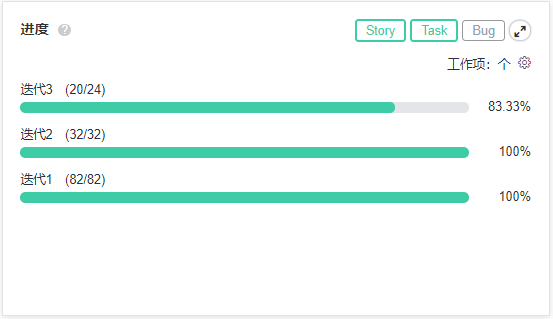 进度 ? Story Task Bug
工作项：个
迭代3 (20/24)
83.33%
迭代2 (32/32)
100%
迭代1 (82/82)
100%